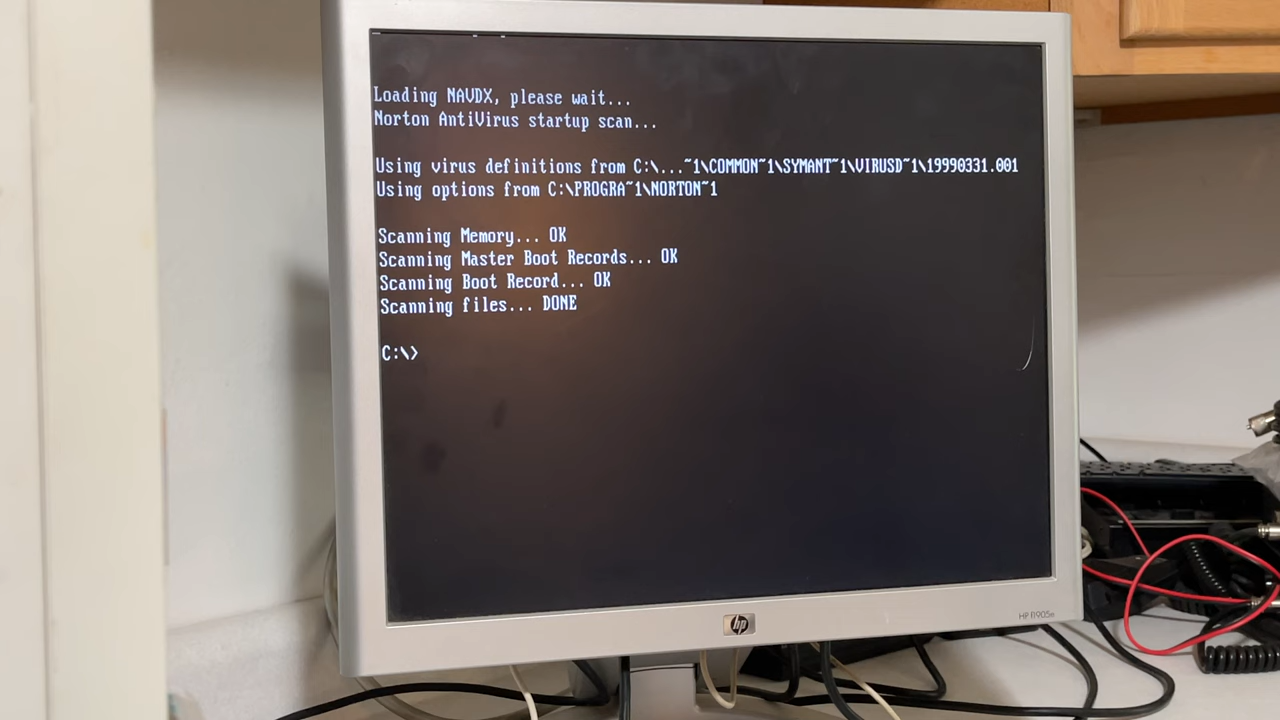 Loading NAVDX, please wait...
Norton AntiVirus startup scan...
Using virus definitions from C:\...~1\COMMON~1\SYMANT~1\VIRUSD~1\19990331.001
Using options from C:\PROGRA~1\NORTON~1
Scanning Memory... OK
Scanning Master Boot Records... OK
Scanning Boot Record... OK
Scanning files... DONE
C:\>
hp